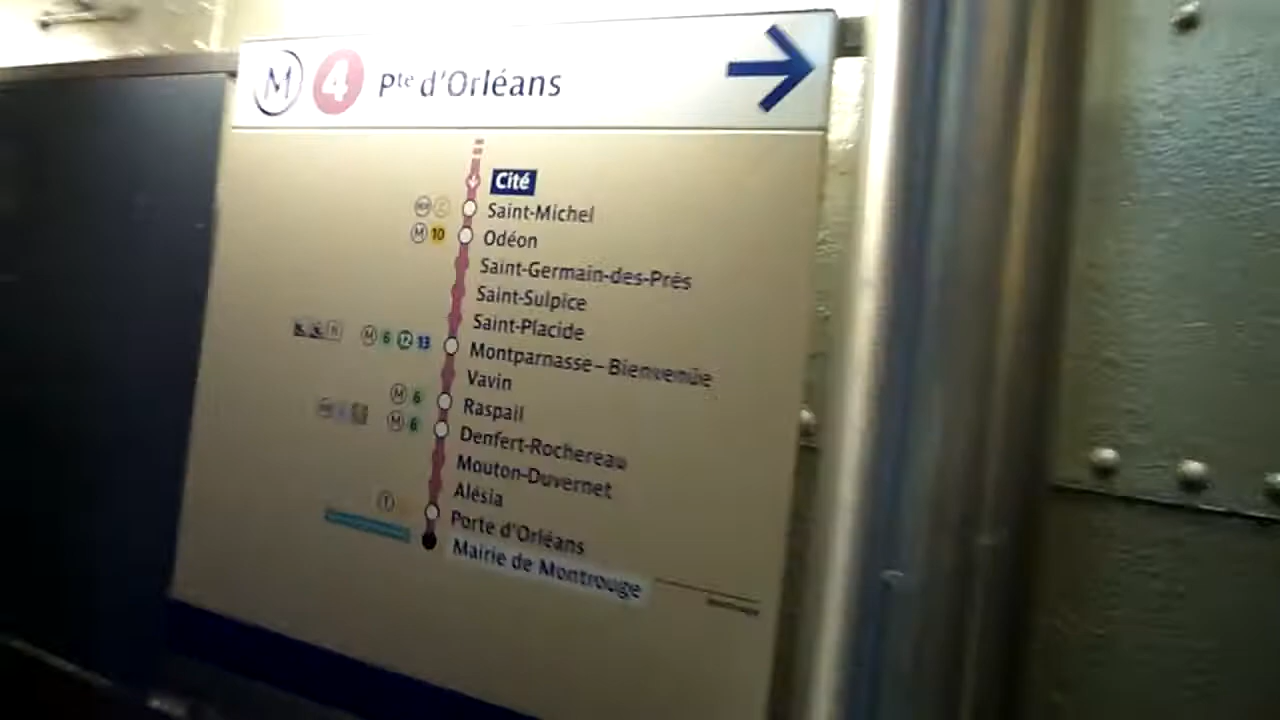 M 4 Pte d'Orléans
Cité
Saint-Michel
M 10 Odéon
Saint-Germain-des-Prés
Saint-Sulpice
Saint-Placide
M 6 12 13 Montparnasse – Bienvenüe
Vavin
M 6 Raspail
M 6 Denfert-Rochereau
Mouton-Duvernet
Alésia
T Porte d'Orléans
Mairie de Montrouge